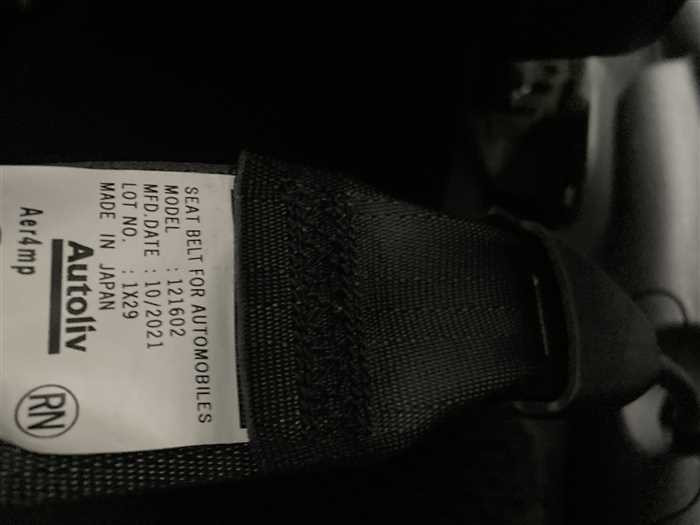 SEAT BELT FOR AUTOMOBILES
MODEL : 121602
MFD.DATE : 10/2021
LOT NO. : 1X29
MADE IN JAPAN
Autoliv
RN
Aer4mp